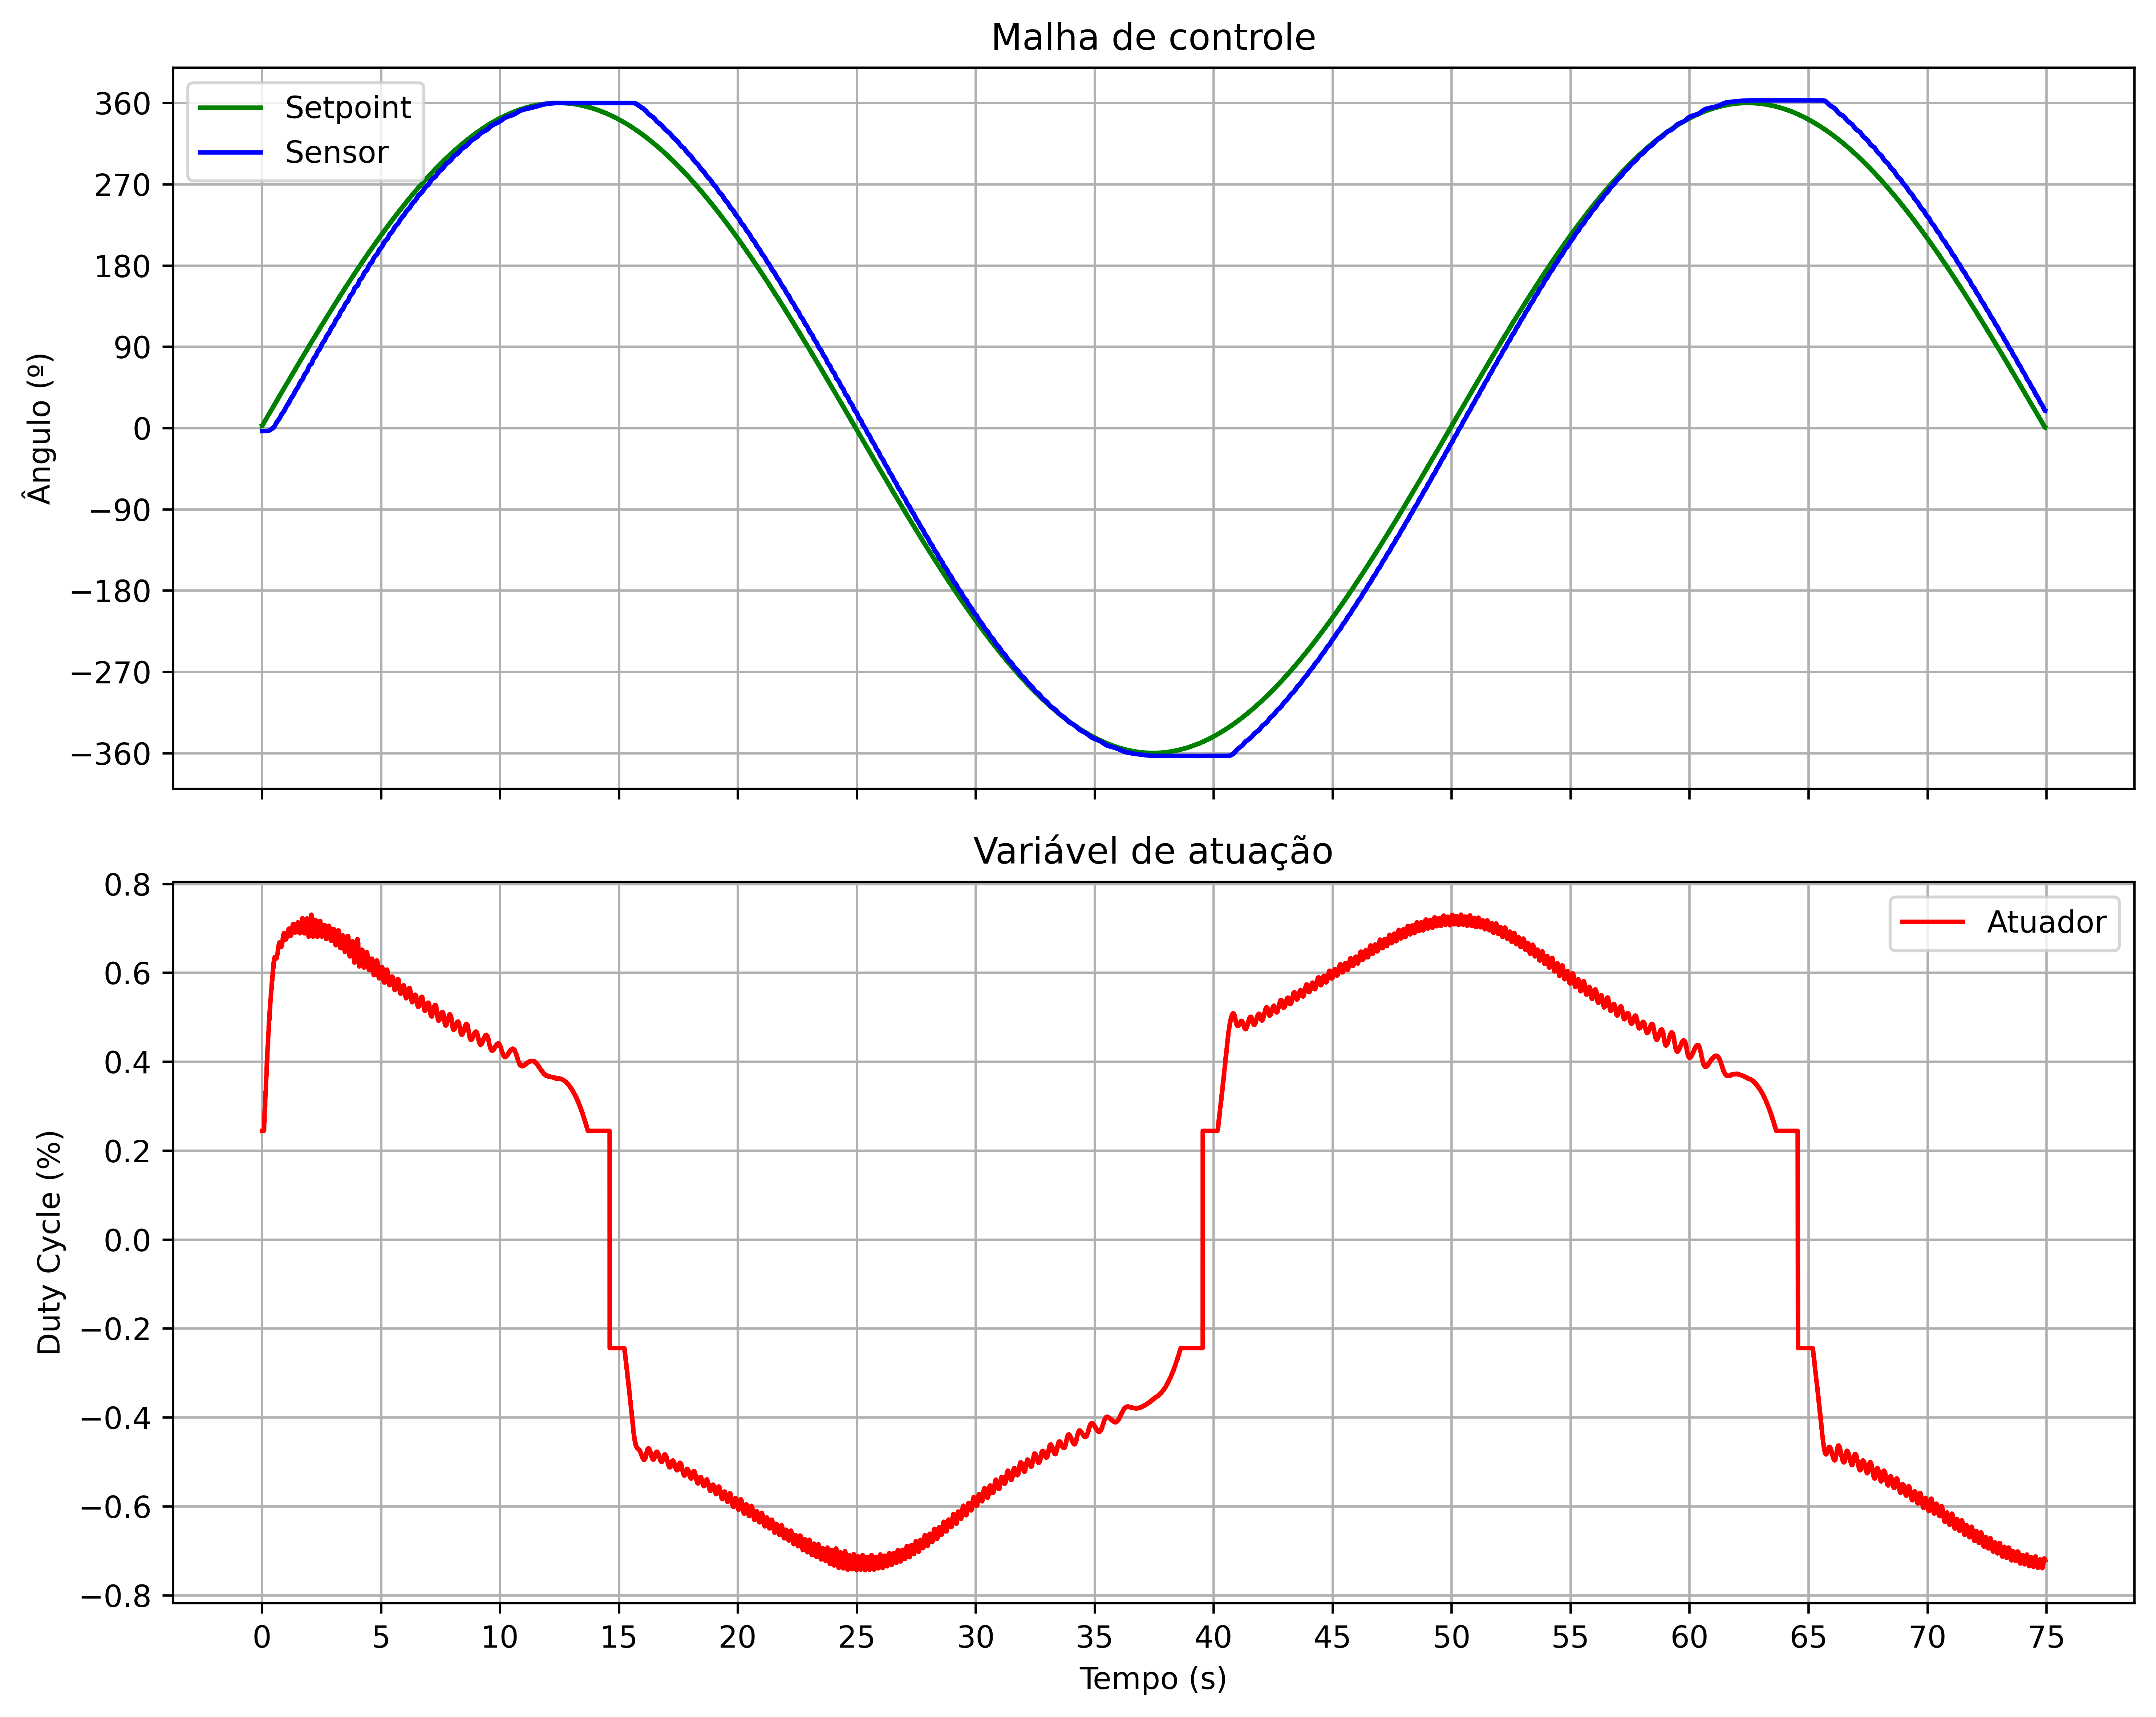 Malha de controle
Setpoint
Sensor
360
270
180
90
0
−90
−180
−270
−360
Ângulo (º)
Variável de atuação
Atuador
0.8
0.6
0.4
0.2
0.0
−0.2
−0.4
−0.6
−0.8
Duty Cycle (%)
0 5 10 15 20 25 30 35 40 45 50 55 60 65 70 75
Tempo (s)